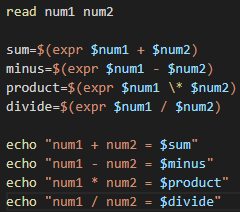 read num1 num2
sum=$(expr $num1 + $num2)
minus=$(expr $num1 - $num2)
product=$(expr $num1 \* $num2)
divide=$(expr $num1 / $num2)
echo "num1 + num2 = $sum"
echo "num1 - num2 = $minus"
echo "num1 * num2 = $product"
echo "num1 / num2 = $divide"